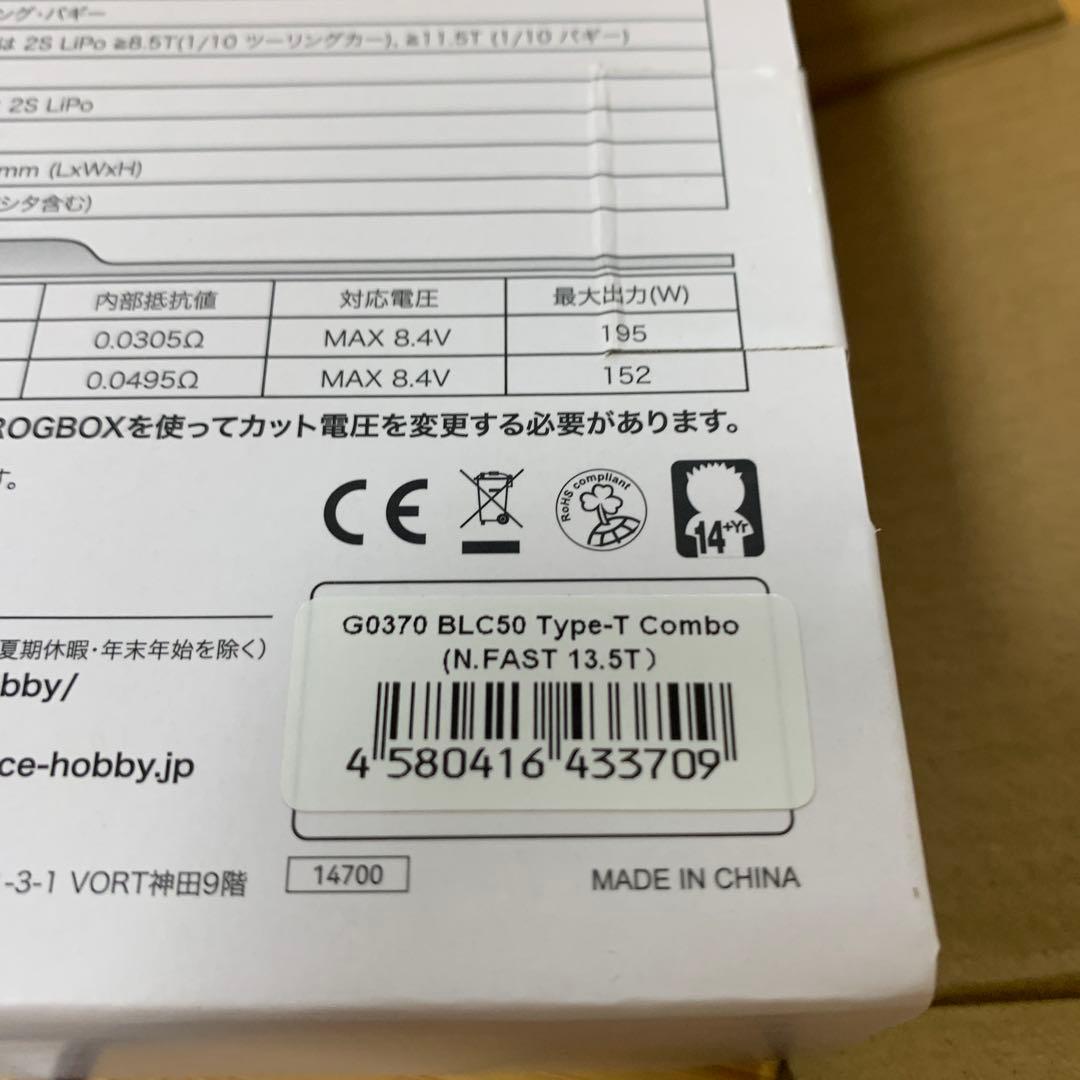 ング・バギー
は 2S LiPo ≧8.5T(1/10 ツーリングカー), ≧11.5T (1/10 バギー)
2S LiPo
mm (LxWxH)
シタ含む)
内部抵抗値 対応電圧 最大出力(W)
0.0305Ω MAX 8.4V 195
0.0495Ω MAX 8.4V 152
ROGBOXを使ってカット電圧を変更する必要があります。
す。
CE
RoHS compliant
14+Yr
G0370 BLC50 Type-T Combo
(N.FAST 13.5T)
4 580416 433709
夏期休暇・年末年始を除く)
bby/
ce-hobby.jp
-3-1 VORT神田9階
14700
MADE IN CHINA